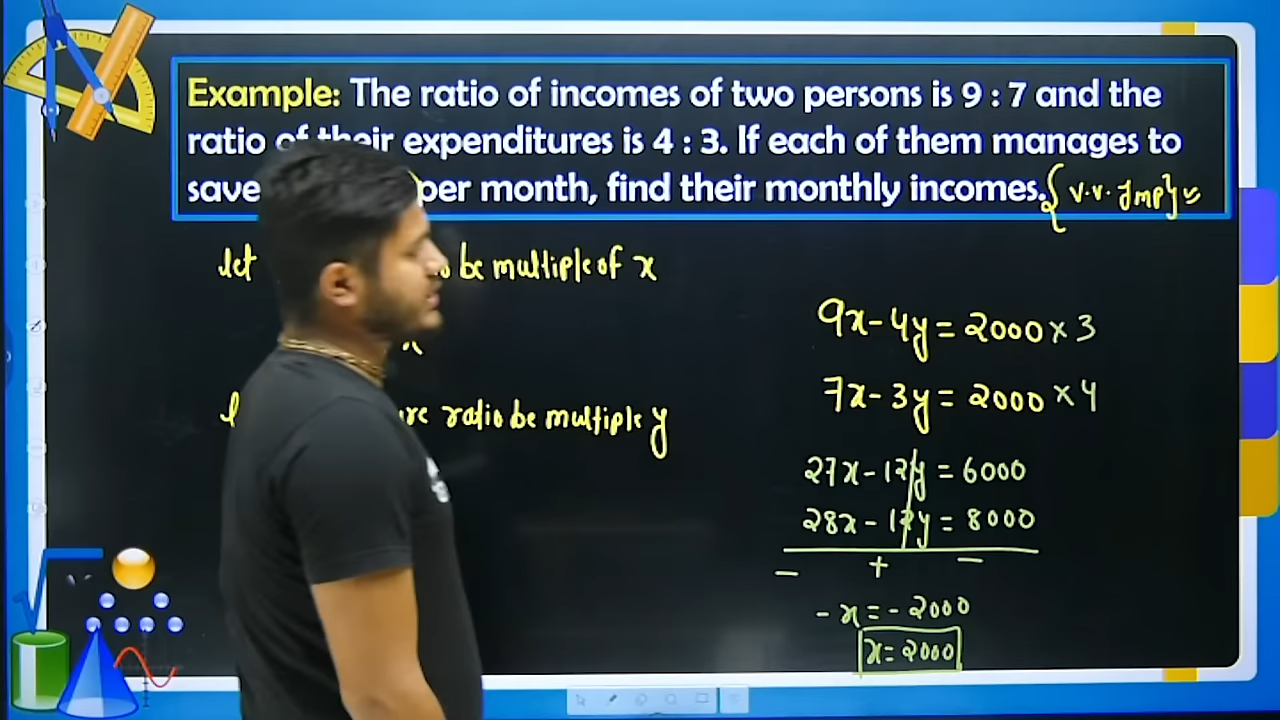 Example: The ratio of incomes of two persons is 9 : 7 and the
ratio of their expenditures is 4 : 3. If each of them manages to
save per month, find their monthly incomes. {v.v. Imp}
let be multiple of x
9x-4y=2000×3
x
7x-3y=2000×4
ratio be multiple y
27x-12y=6000
28x-12y=8000
- + -
-x=-2000
x=2000